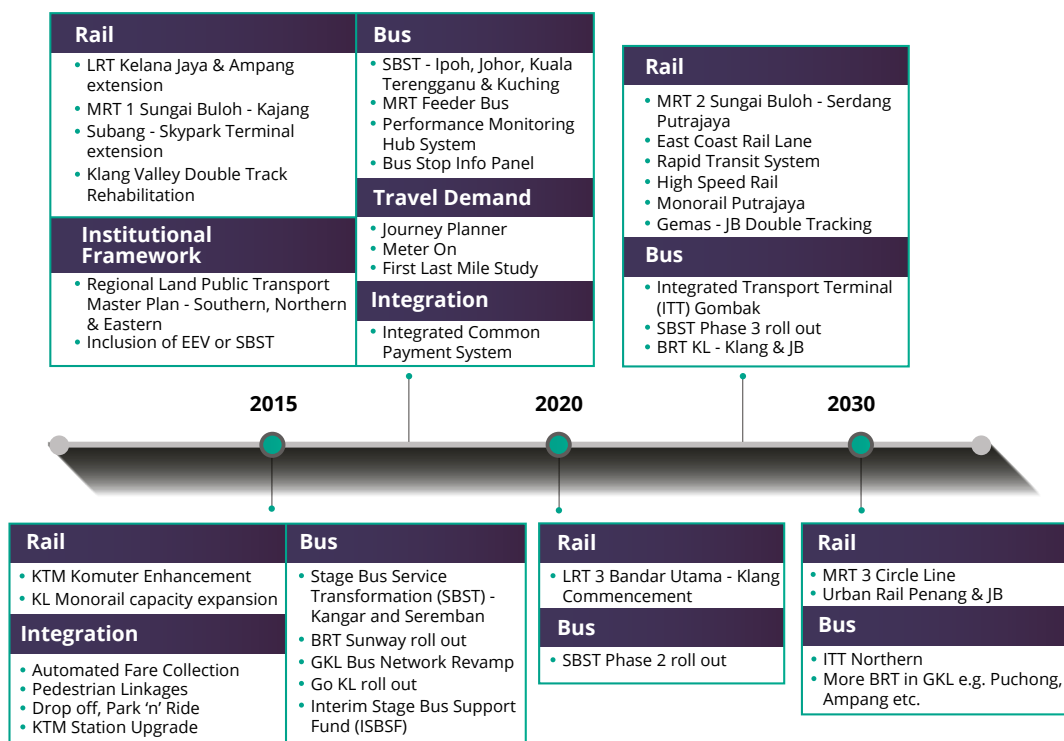 Rail
• LRT Kelana Jaya & Ampang
extension
• MRT 1 Sungai Buloh - Kajang
• Subang - Skypark Terminal
extension
• Klang Valley Double Track
Rehabilitation
Institutional
Framework
• Regional Land Public Transport
Master Plan - Southern, Northern
& Eastern
• Inclusion of EEV or SBST
Bus
• SBST - Ipoh, Johor, Kuala
Terengganu & Kuching
• MRT Feeder Bus
• Performance Monitoring
Hub System
• Bus Stop Info Panel
Travel Demand
• Journey Planner
• Meter On
• First Last Mile Study
Integration
• Integrated Common
Payment System
Rail
• MRT 2 Sungai Buloh - Serdang
Putrajaya
• East Coast Rail Lane
• Rapid Transit System
• High Speed Rail
• Monorail Putrajaya
• Gemas - JB Double Tracking
Bus
• Integrated Transport Terminal
(ITT) Gombak
• SBST Phase 3 roll out
• BRT KL - Klang & JB
2015
2020
2030
Rail
• KTM Komuter Enhancement
• KL Monorail capacity expansion
Integration
• Automated Fare Collection
• Pedestrian Linkages
• Drop off, Park ‘n’ Ride
• KTM Station Upgrade
Bus
• Stage Bus Service
Transformation (SBST) -
Kangar and Seremban
• BRT Sunway roll out
• GKL Bus Network Revamp
• Go KL roll out
• Interim Stage Bus Support
Fund (ISBSF)
Rail
• LRT 3 Bandar Utama - Klang
Commencement
Bus
• SBST Phase 2 roll out
Rail
• MRT 3 Circle Line
• Urban Rail Penang & JB
Bus
• ITT Northern
• More BRT in GKL e.g. Puchong,
Ampang etc.